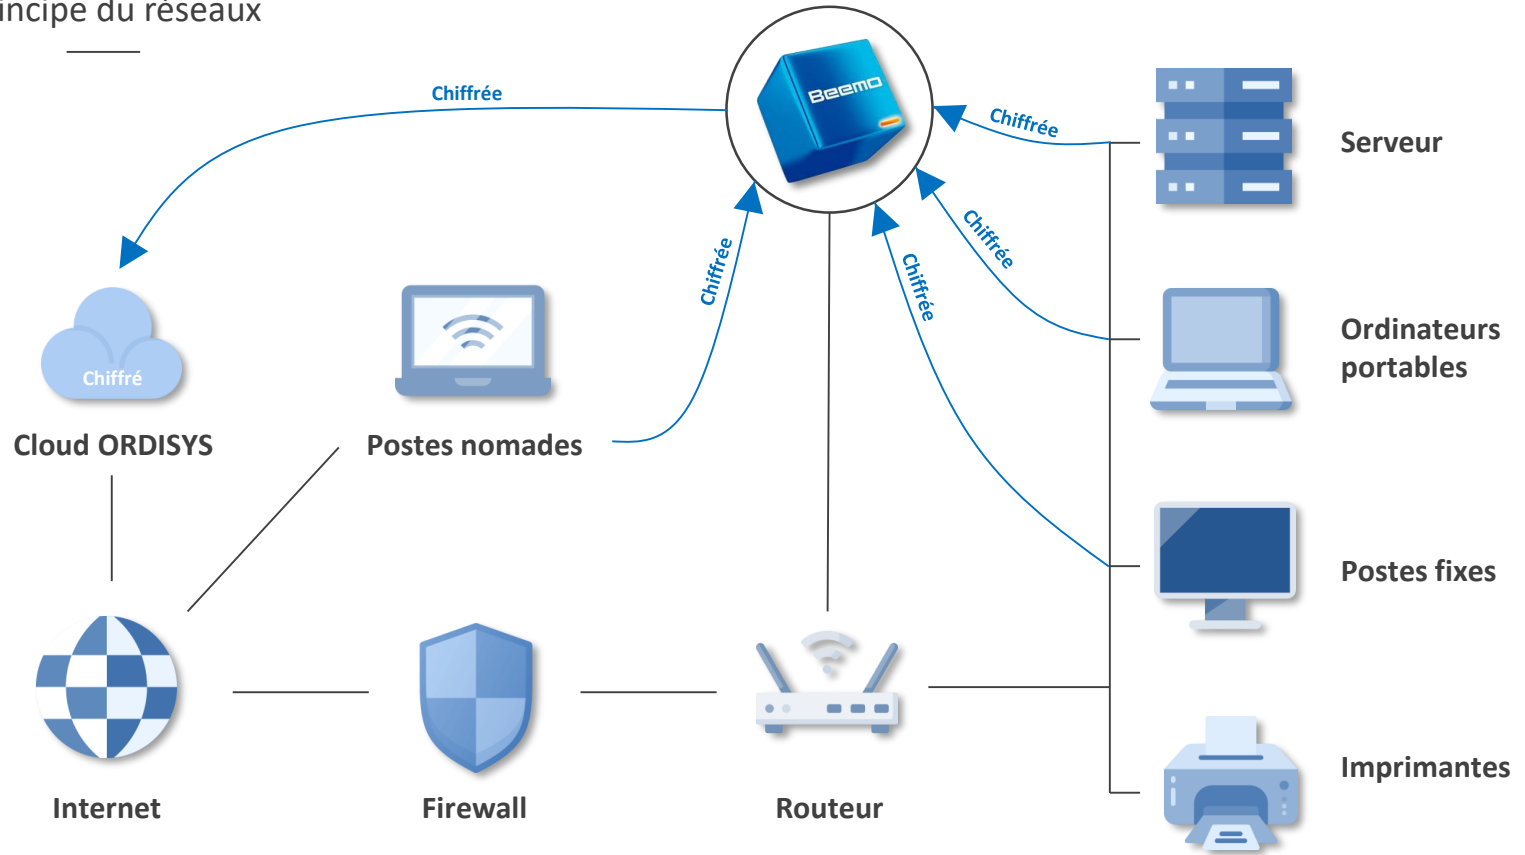 incipe du réseaux
Chiffrée
Beemo
Chiffrée
Serveur
Chiffrée
Chiffrée
Chiffrée
Ordinateurs
portables
Chiffré
Cloud ORDISYS
Postes nomades
Postes fixes
Internet
Firewall
Routeur
Imprimantes